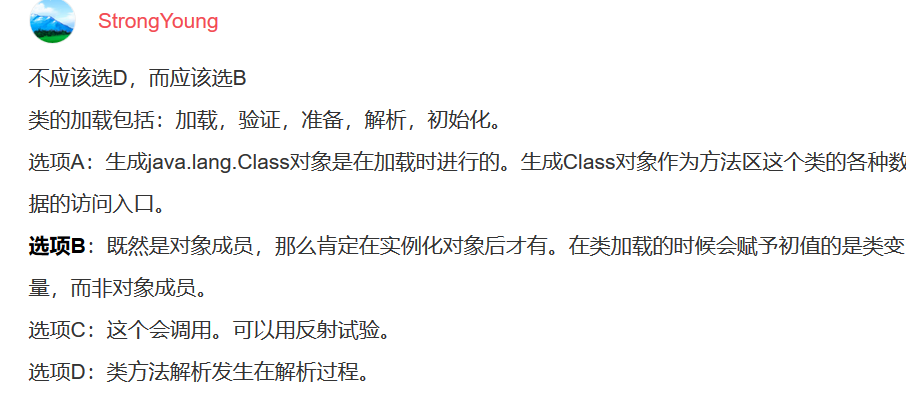 StrongYoung
不应该选D，而应该选B
类的加载包括：加载，验证，准备，解析，初始化。
选项A：生成java.lang.Class对象是在加载时进行的。生成Class对象作为方法区这个类的各种数
据的访问入口。
选项B：既然是对象成员，那么肯定在实例化对象后才有。在类加载的时候会赋予初值的是类变
量，而非对象成员。
选项C：这个会调用。可以用反射试验。
选项D：类方法解析发生在解析过程。